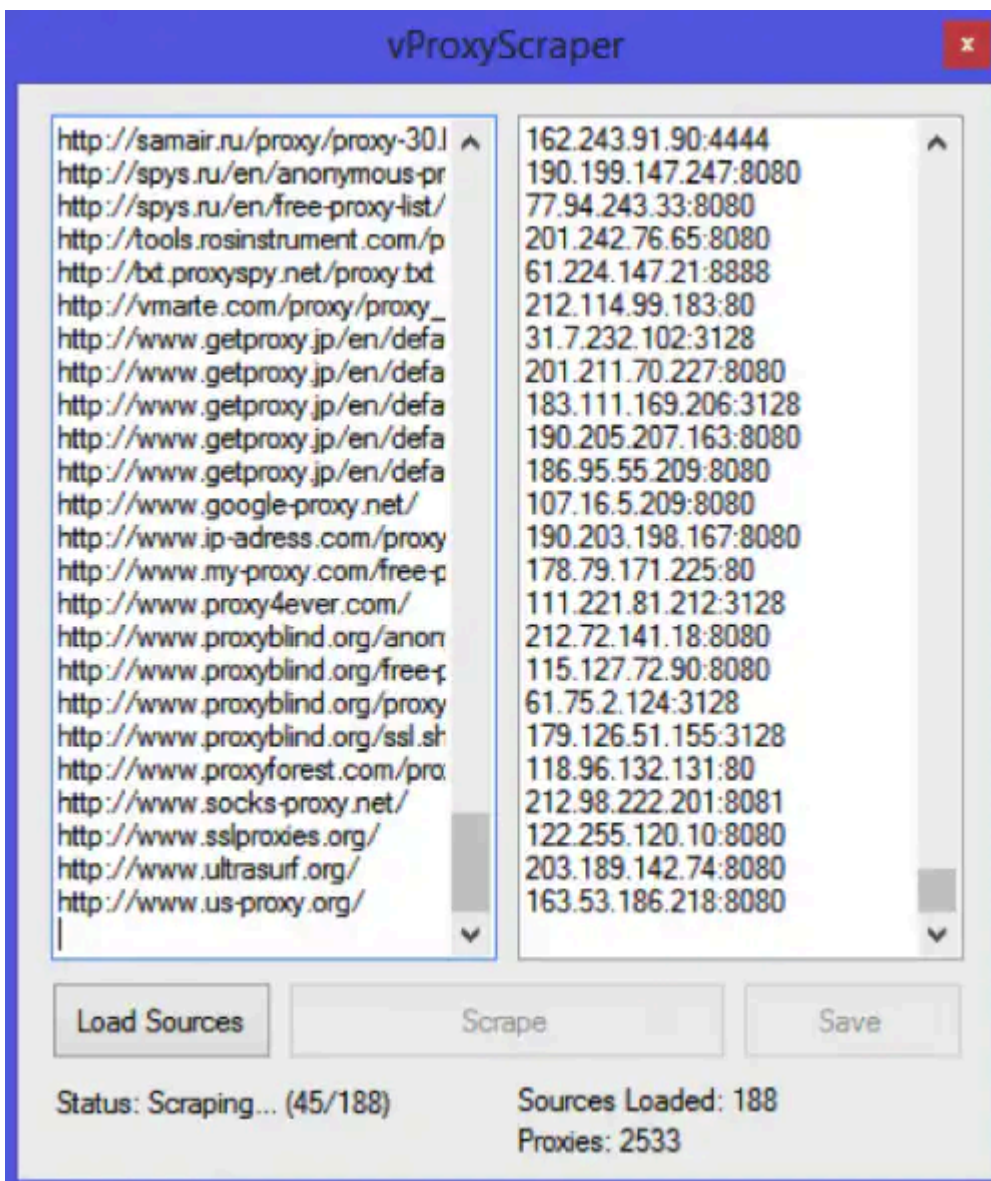 vProxyScraper
x
http://samair.ru/proxy/proxy-30.
http://spys.ru/en/anonymous-pr
http://spys.ru/en/free-proxy-list/
http://tools.rosinstrument.com/p
http://txt.proxyspy.net/proxy.txt
http://vmarte.com/proxy/proxy_
http://www.getproxy.jp/en/defa
http://www.getproxy.jp/en/defa
http://www.getproxy.jp/en/defa
http://www.getproxy.jp/en/defa
http://www.getproxy.jp/en/defa
http://www.google-proxy.net/
http://www.ip-adress.com/proxy
http://www.my-proxy.com/free-p
http://www.proxy4ever.com/
http://www.proxyblind.org/anon
http://www.proxyblind.org/free-p
http://www.proxyblind.org/proxy
http://www.proxyblind.org/ssl.sh
http://www.proxyforest.com/pro
http://www.socks-proxy.net/
http://www.sslproxies.org/
http://www.ultrasurf.org/
http://www.us-proxy.org/
162.243.91.90:4444
190.199.147.247:8080
77.94.243.33:8080
201.242.76.65:8080
61.224.147.21:8888
212.114.99.183:80
31.7.232.102:3128
201.211.70.227:8080
183.111.169.206:3128
190.205.207.163:8080
186.95.55.209:8080
107.16.5.209:8080
190.203.198.167:8080
178.79.171.225:80
111.221.81.212:3128
212.72.141.18:8080
115.127.72.90:8080
61.75.2.124:3128
179.126.51.155:3128
118.96.132.131:80
212.98.222.201:8081
122.255.120.10:8080
203.189.142.74:8080
163.53.186.218:8080
Load Sources
Scrape
Save
Status: Scraping... (45/188)
Sources Loaded: 188
Proxies: 2533